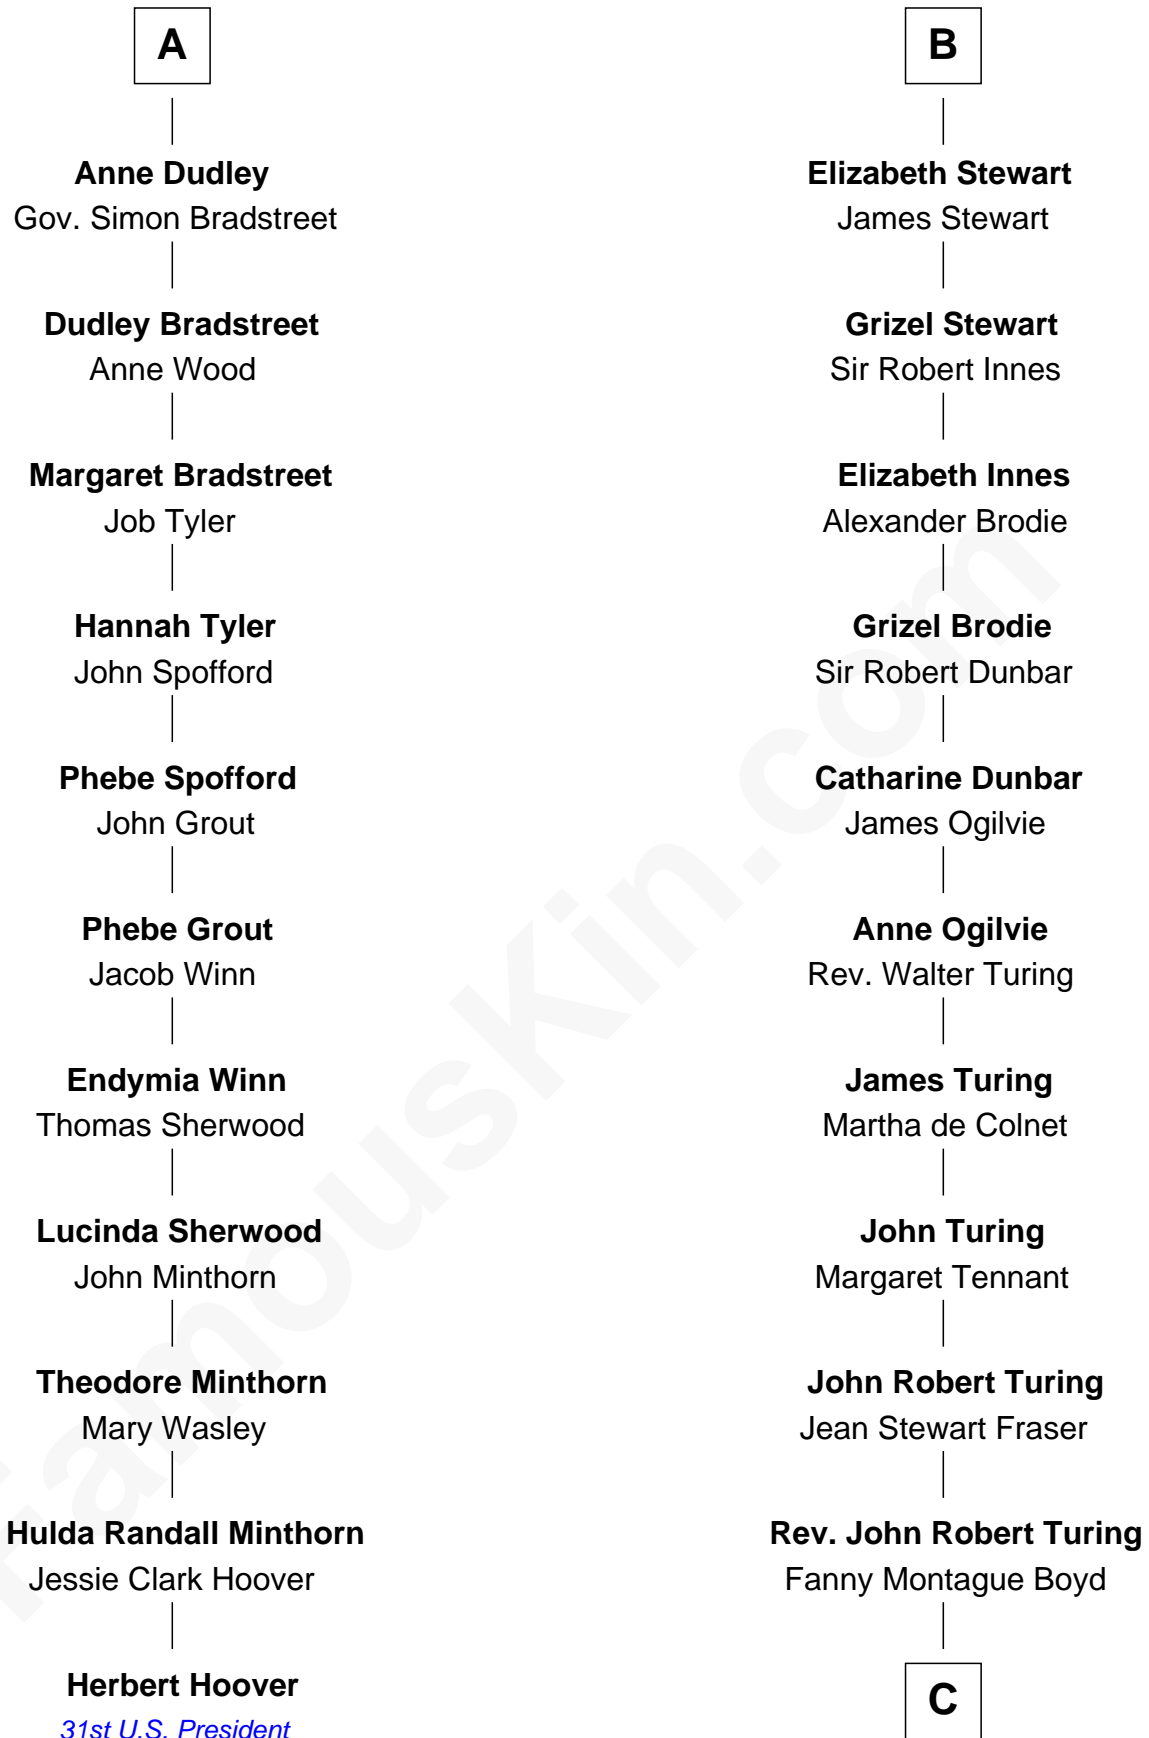 A
Anne Dudley
Gov. Simon Bradstreet
Dudley Bradstreet
Anne Wood
Margaret Bradstreet
Job Tyler
Hannah Tyler
John Spofford
Phebe Spofford
John Grout
Phebe Grout
Jacob Winn
Endymia Winn
Thomas Sherwood
Lucinda Sherwood
John Minthorn
Theodore Minthorn
Mary Wasley
Hulda Randall Minthorn
Jessie Clark Hoover
Herbert Hoover
31st U.S. President
B
Elizabeth Stewart
James Stewart
Grizel Stewart
Sir Robert Innes
Elizabeth Innes
Alexander Brodie
Grizel Brodie
Sir Robert Dunbar
Catharine Dunbar
James Ogilvie
Anne Ogilvie
Rev. Walter Turing
James Turing
Martha de Colnet
John Turing
Margaret Tennant
John Robert Turing
Jean Stewart Fraser
Rev. John Robert Turing
Fanny Montague Boyd
C
FamousKin.com